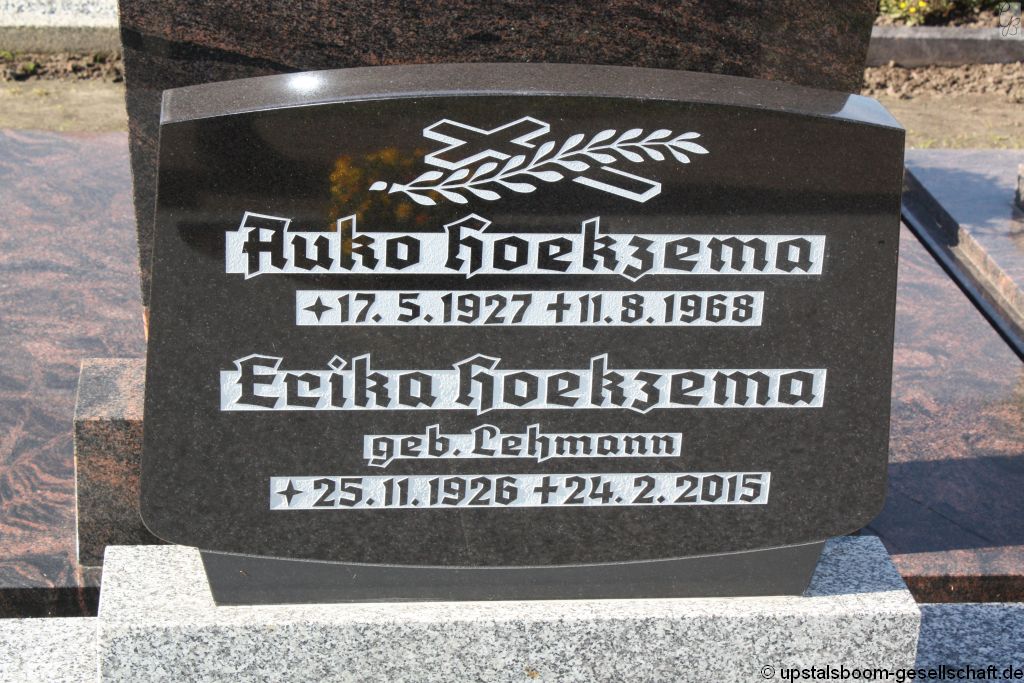 Auko Hoekzema
✦ 17. 5. 1927 ✝ 11. 8. 1968
Erika Hoekzema
geb. Lehmann
✦ 25. 11. 1926 ✝ 24. 2. 2015
© upstalsboom-gesellschaft.de